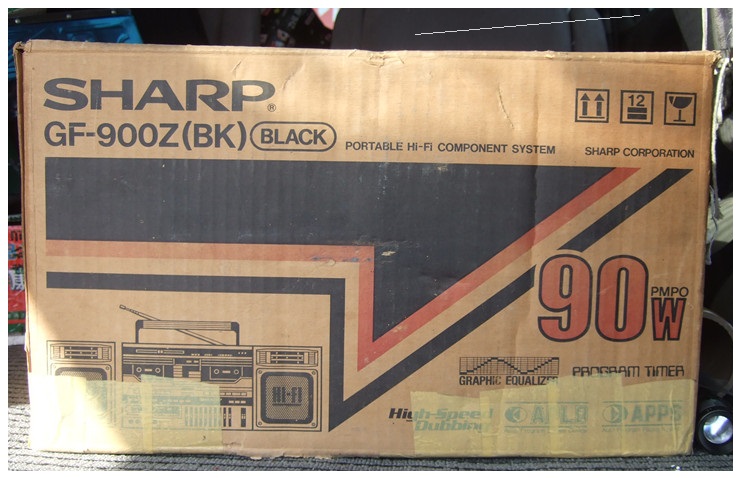 SHARP®
GF-900Z(BK) BLACK
PORTABLE Hi-Fi COMPONENT SYSTEM
SHARP CORPORATION
12
90W
PMPO
GRAPHIC EQUALIZER
PROGRAM TIMER
HI-FI
High-Speed
Dubbing
APPS